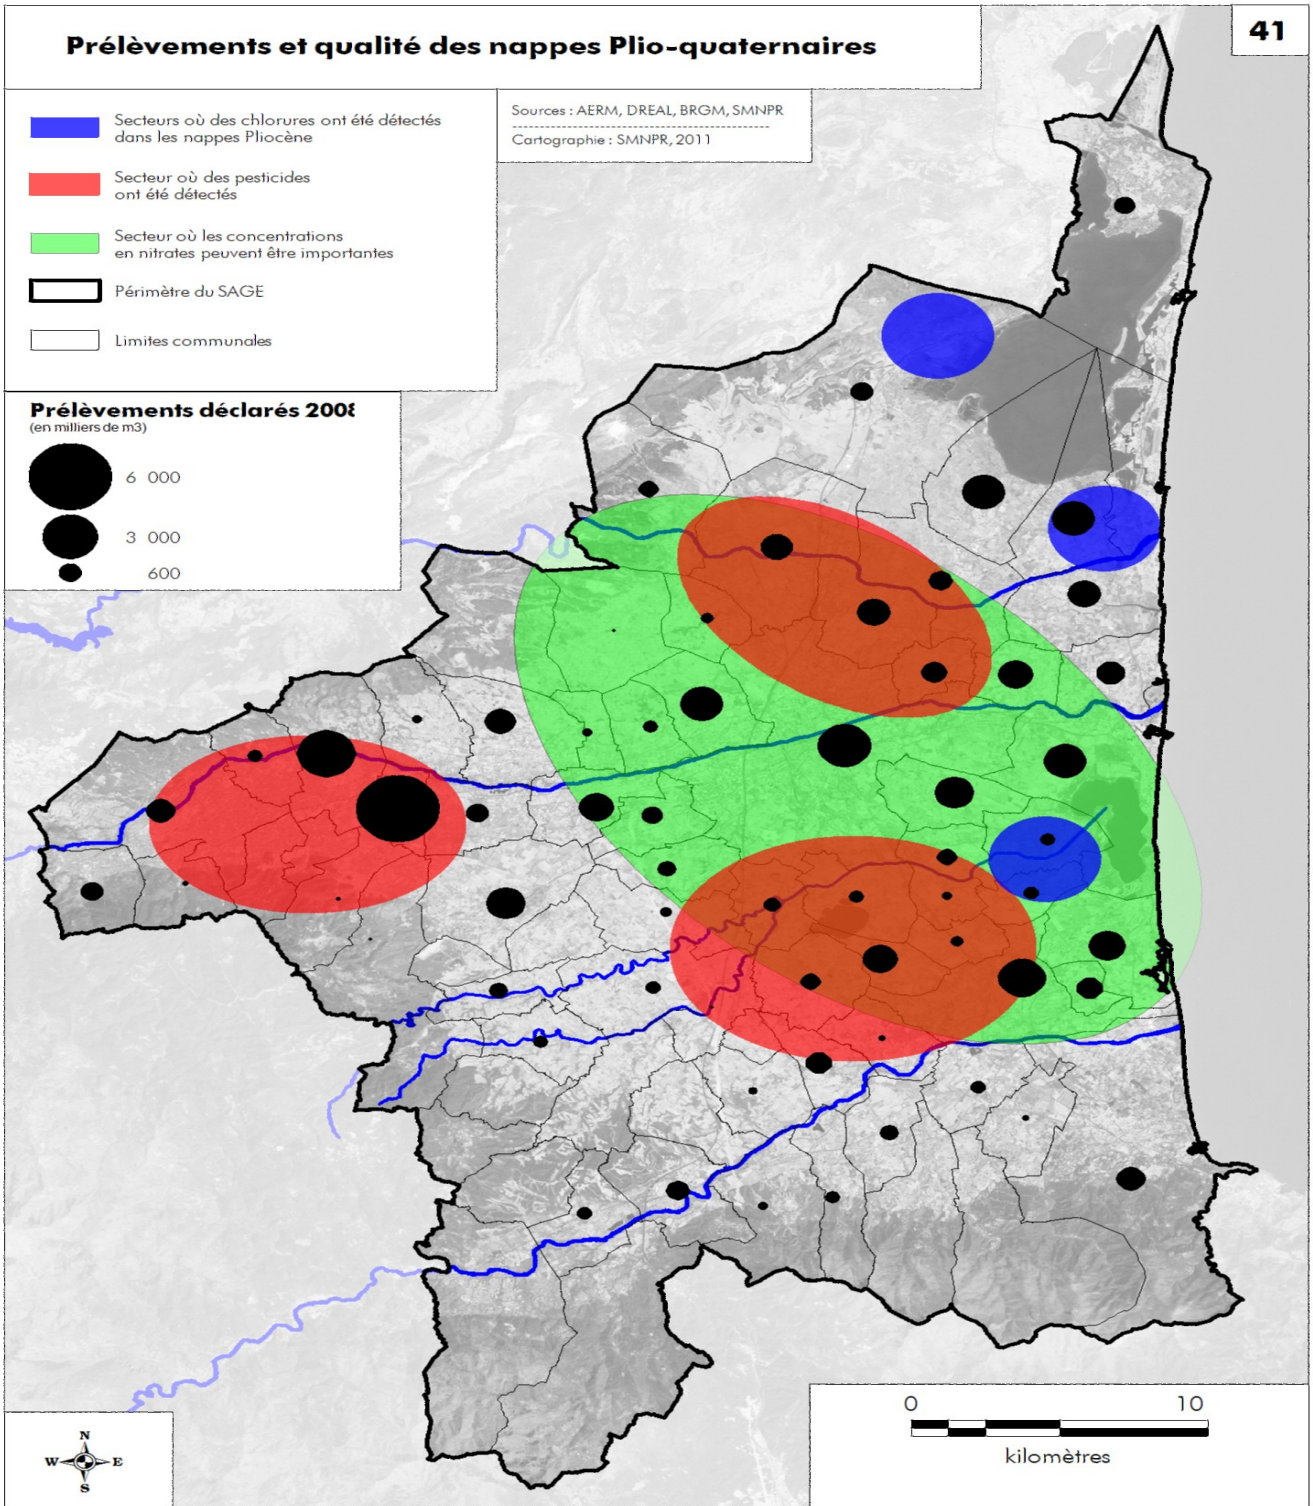 Prélèvements et qualité des nappes Plio-quaternaires
41
Secteurs où des chlorures ont été détectés
dans les nappes Pliocène
Secteur où des pesticides
ont été détectés
Secteur où les concentrations
en nitrates peuvent être importantes
Périmètre du SAGE
Limites communales
Sources : AERM, DREAL, BRGM, SMNPR
Cartographie : SMNPR, 2011
Prélèvements déclarés 2008
(en milliers de m3)
6 000
3 000
600
N
W E
S
0 10
kilomètres